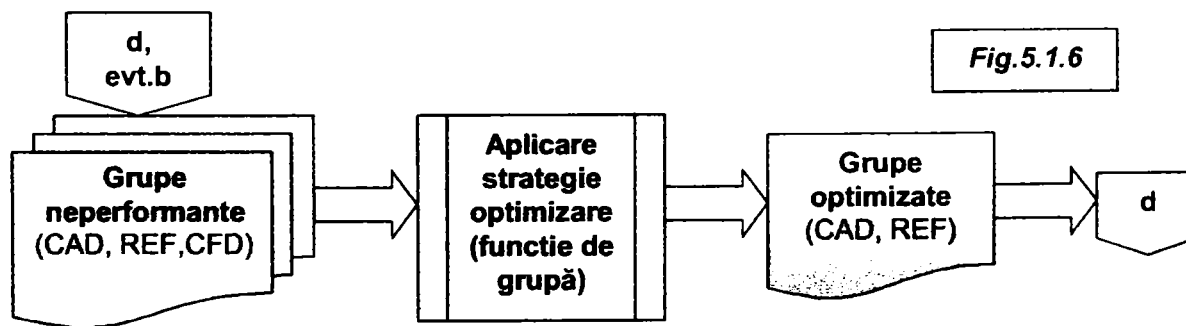 d,
evt.b
Fig.5.1.6
Grupe
neperformante
(CAD, REF,CFD)
Aplicare
strategie
optimizare
(functie de
grupă)
Grupe
optimizate
(CAD, REF)
d